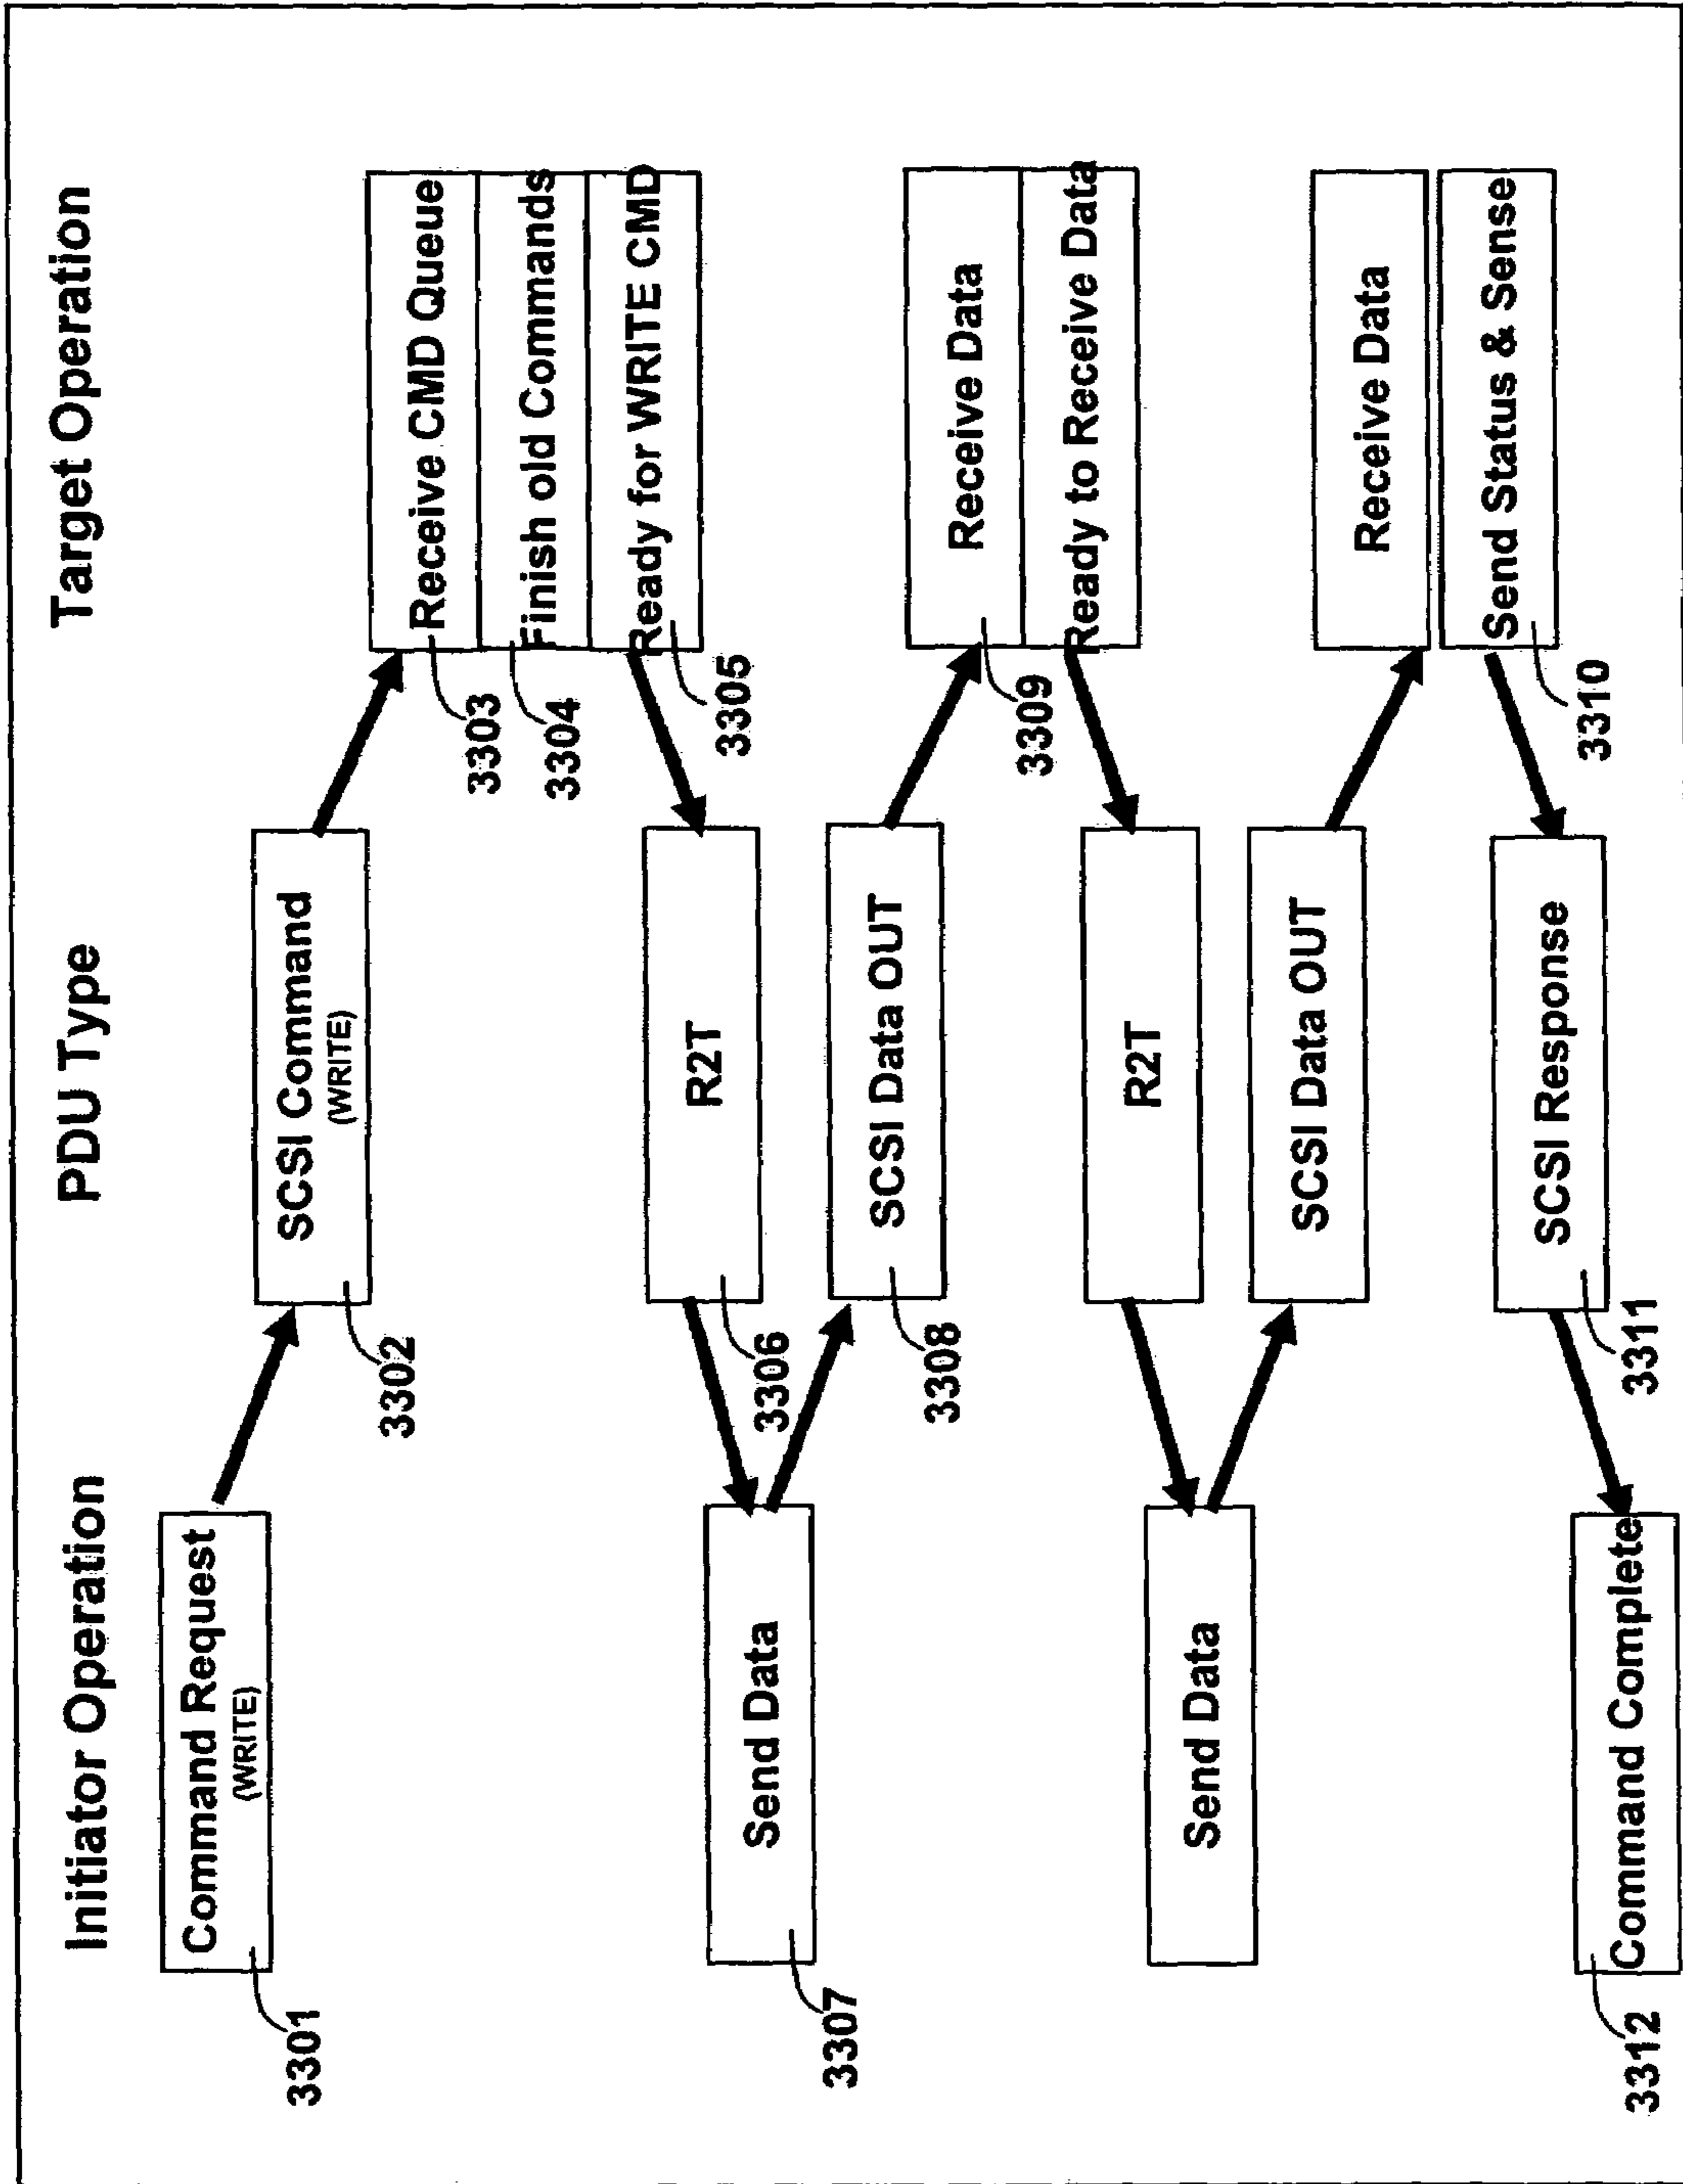 Initiator Operation
PDU Type
Target Operation
Command Request
(WRITE)
3301
SCSI Command
(WRITE)
3302
Receive CMD Queue
3303
Finish old Commands
3304
Ready for WRITE CMD
3305
R2T
3306
Send Data
3307
SCSI Data OUT
3308
Receive Data
3309
Ready to Receive Data
R2T
Send Data
SCSI Data OUT
Receive Data
Send Status & Sense
3310
SCSI Response
3311
Command Complete
3312